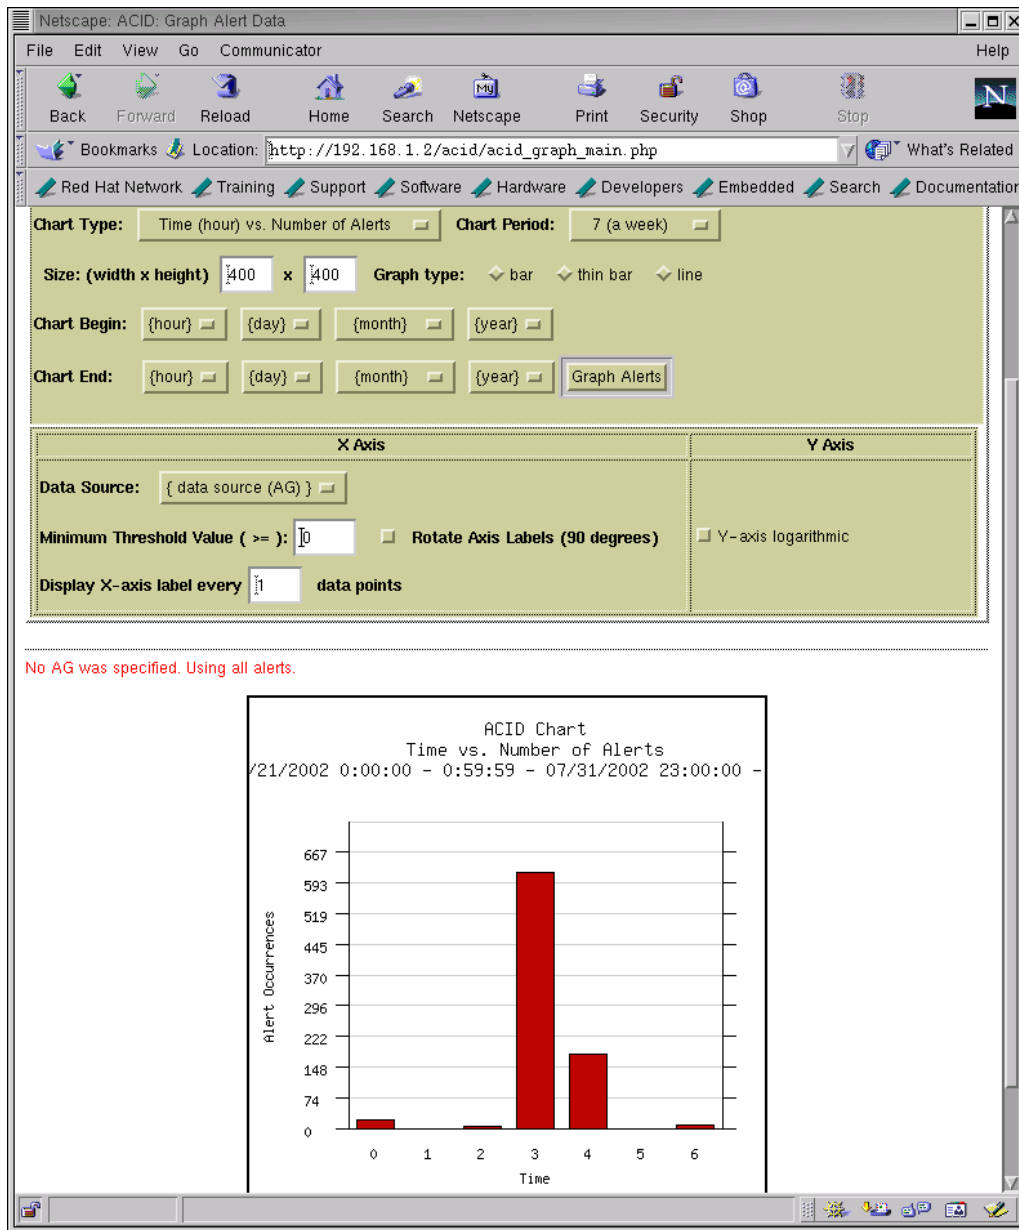 Netscape: ACID: Graph Alert Data
File Edit View Go Communicator Help
Back Forward Reload Home Search Netscape Print Security Shop Stop
My
N
Bookmarks Location: http://192.168.1.2/acid/acid_graph_main.php What's Related
Red Hat Network Training Support Software Hardware Developers Embedded Search Documentation
Chart Type: Time (hour) vs. Number of Alerts Chart Period: 7 (a week)
Size: (width x height) 400 x 400 Graph type: bar thin bar line
Chart Begin: {hour} {day} {month} {year}
Chart End: {hour} {day} {month} {year} Graph Alerts
X Axis Y Axis
Data Source: { data source (AG) }
Minimum Threshold Value ( >= ): 0 Rotate Axis Labels (90 degrees) Y-axis logarithmic
Display X-axis label every 1 data points
No AG was specified. Using all alerts.
ACID Chart
Time vs. Number of Alerts
/21/2002 0:00:00 - 0:59:59 - 07/31/2002 23:00:00 -
667
593
519
445
370
296
222
148
74
0
Alert Occurrences
0 1 2 3 4 5 6
Time